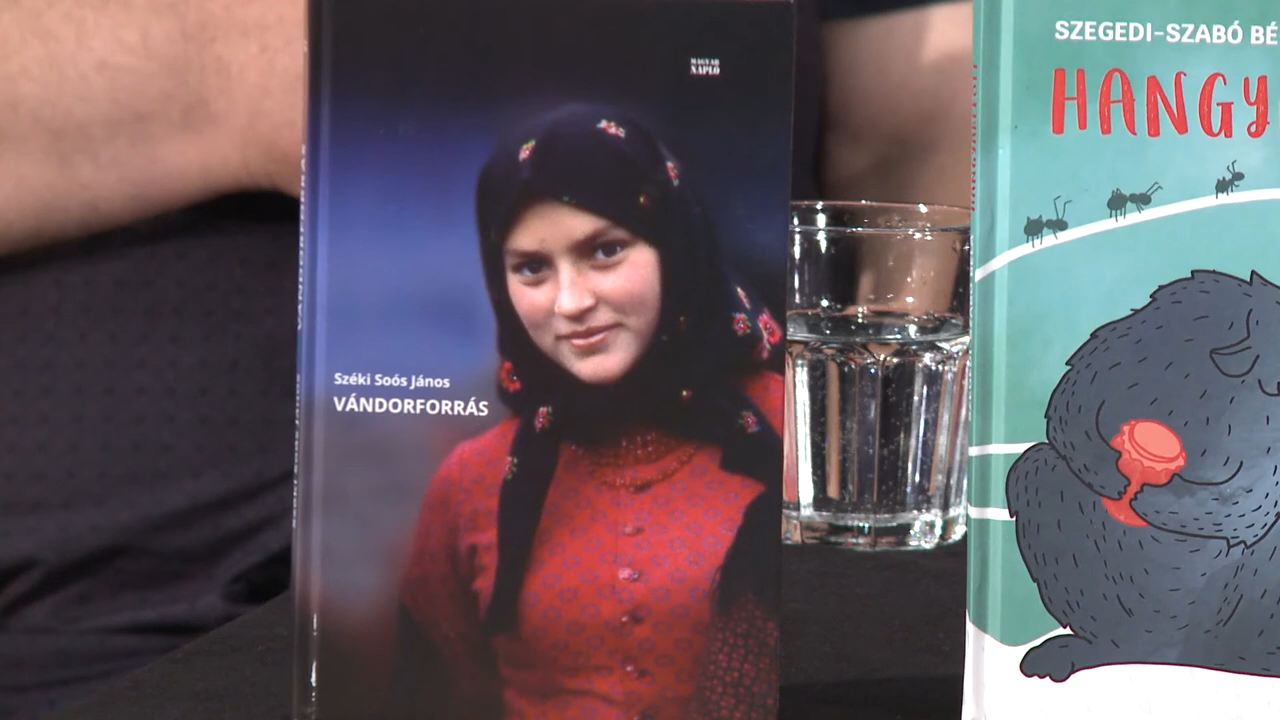 MAGYAR
NAPLÓ
Széki Soós János
VÁNDORFORRÁS
SZEGEDI-SZABÓ BÉ
HANGY